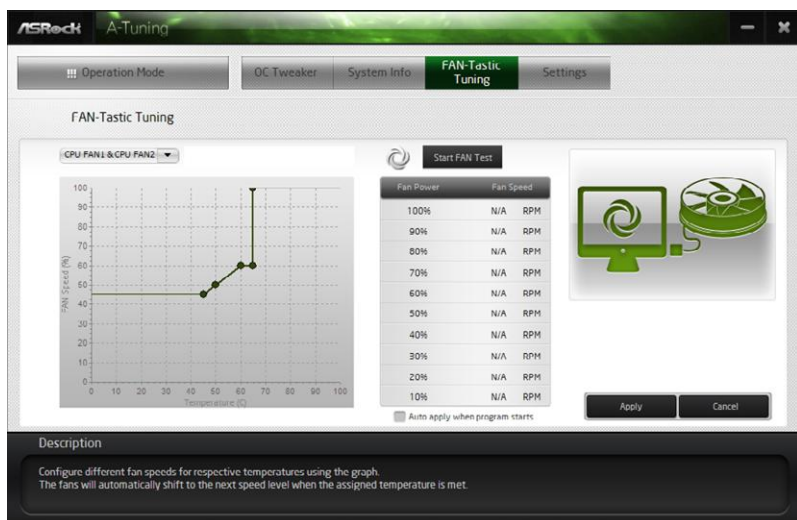 ASRock A-Tuning
Operation Mode OC Tweaker System Info FAN-Tastic Tuning Settings
FAN-Tastic Tuning
CPU FAN1 & CPU FAN2
Start FAN Test
100
90
80
70
60
50
40
30
20
10
0
FAN Speed (%)
0 10 20 30 40 50 60 70 80 90 100
Temperature (C)
Fan Power Fan Speed
100% N/A RPM
90% N/A RPM
80% N/A RPM
70% N/A RPM
60% N/A RPM
50% N/A RPM
40% N/A RPM
30% N/A RPM
20% N/A RPM
10% N/A RPM
Auto apply when program starts
Apply Cancel
Description
Configure different fan speeds for respective temperatures using the graph.
The fans will automatically shift to the next speed level when the assigned temperature is met.